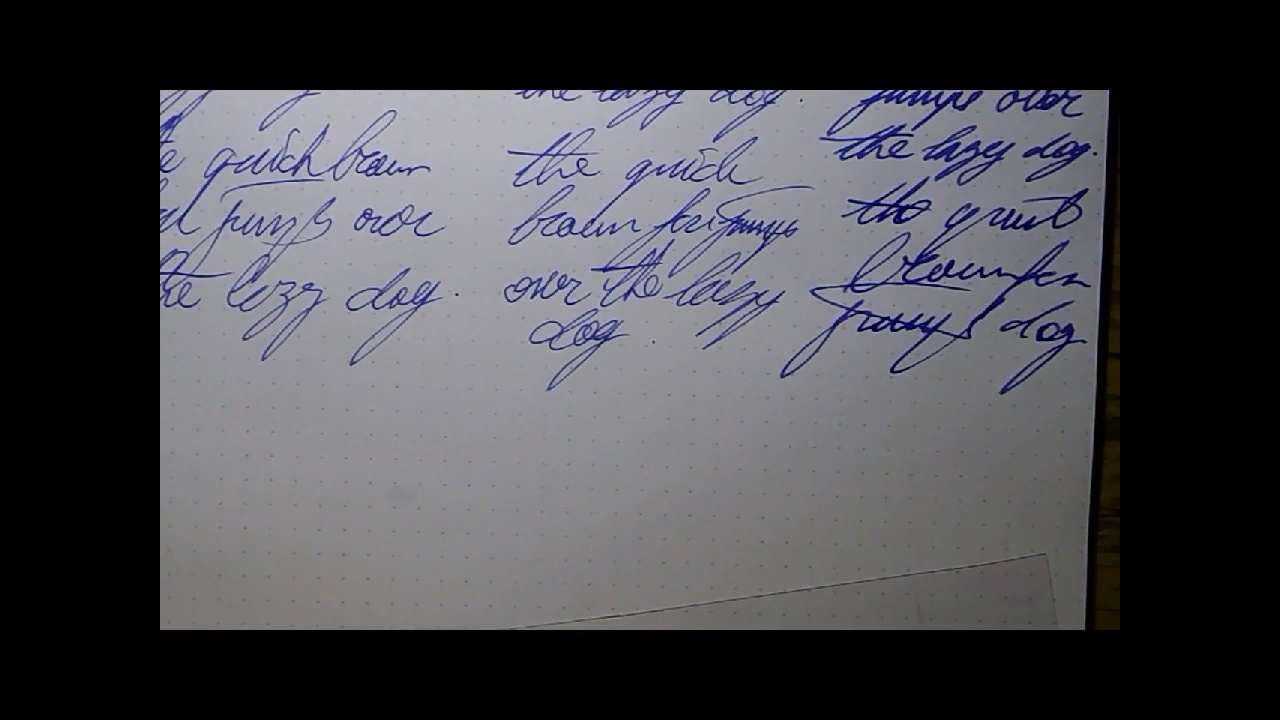 the lazy dog.
jumps over
the lazy dog.
quick brown
jumps over
the lazy dog.
the quick
brown fox jumps
over the lazy
dog.
the quick
brown fox
jumps dog